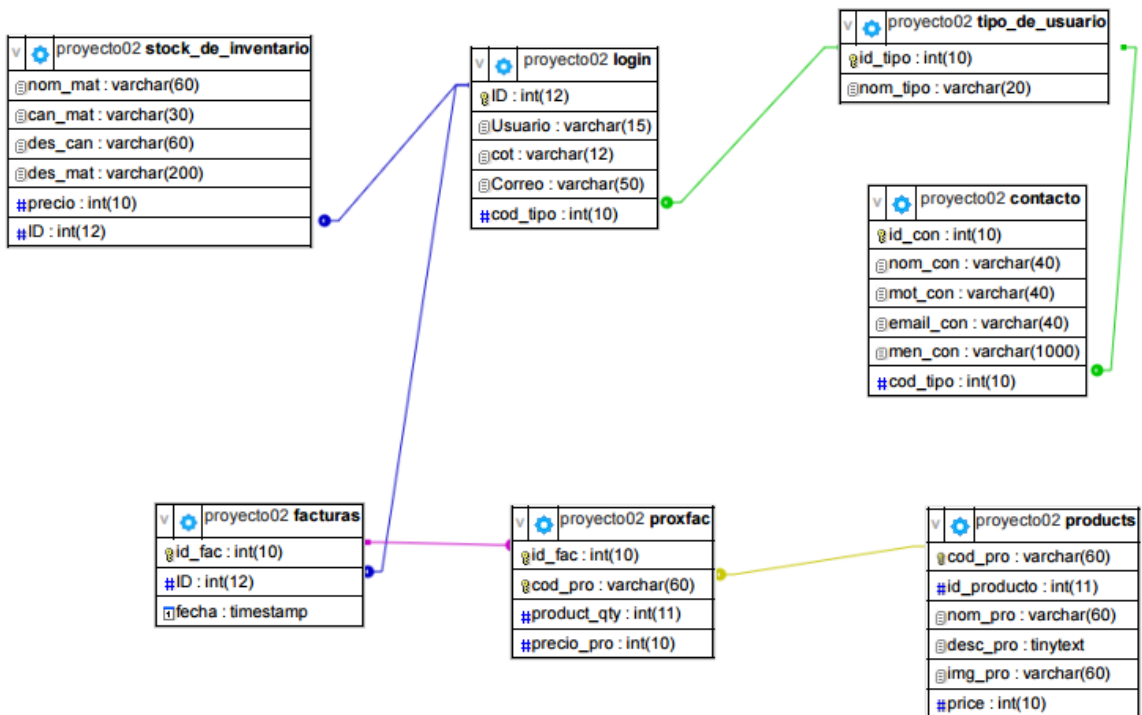 v proyecto02 stock_de_inventario
nom_mat : varchar(60)
can_mat : varchar(30)
des_can : varchar(60)
des_mat : varchar(200)
#precio : int(10)
#ID : int(12)
v proyecto02 login
ID : int(12)
Usuario : varchar(15)
cot : varchar(12)
Correo : varchar(50)
#cod_tipo : int(10)
v proyecto02 tipo_de_usuario
id_tipo : int(10)
nom_tipo : varchar(20)
v proyecto02 contacto
id_con : int(10)
nom_con : varchar(40)
mot_con : varchar(40)
email_con : varchar(40)
men_con : varchar(1000)
#cod_tipo : int(10)
v proyecto02 facturas
id_fac : int(10)
#ID : int(12)
fecha : timestamp
v proyecto02 proxfac
id_fac : int(10)
cod_pro : varchar(60)
#product_qty : int(11)
#precio_pro : int(10)
v proyecto02 products
cod_pro : varchar(60)
#id_producto : int(11)
nom_pro : varchar(60)
desc_pro : tinytext
img_pro : varchar(60)
#price : int(10)